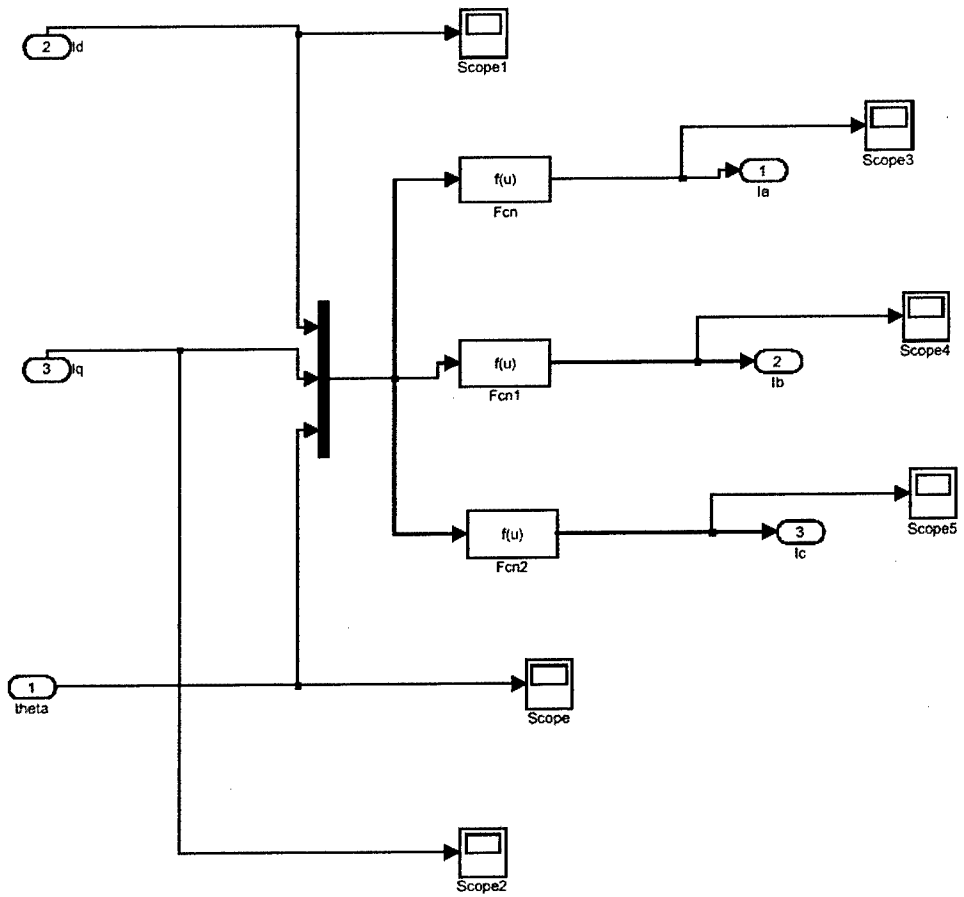 2
Id
Scope1
Scope3
f(u)
Fcn
1
Ia
Scope4
3
Iq
f(u)
Fcn1
2
Ib
Scope5
f(u)
Fcn2
3
Ic
1
theta
Scope
Scope2